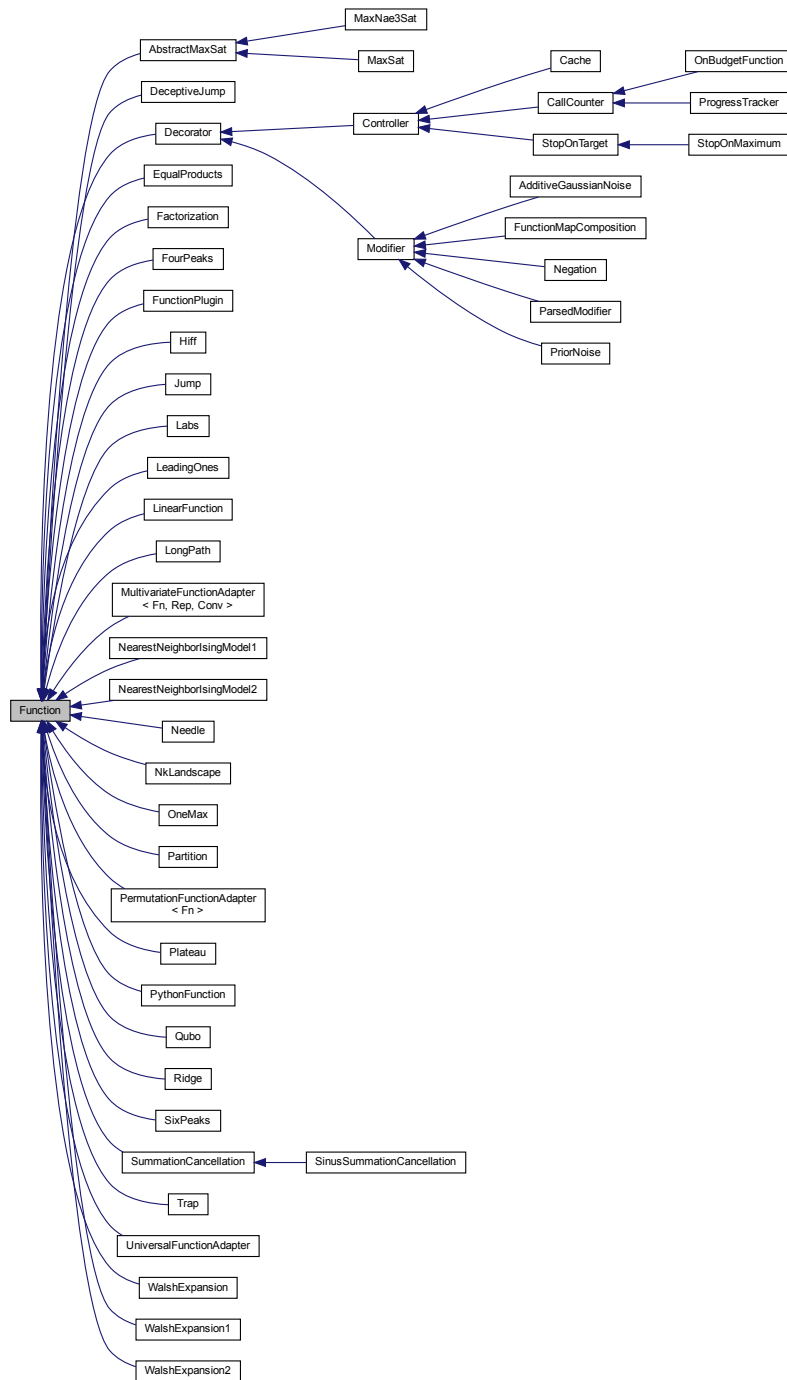 MaxNae3Sat
AbstractMaxSat
MaxSat
Cache
OnBudgetFunction
DeceptiveJump
CallCounter
ProgressTracker
Controller
Decorator
StopOnTarget
StopOnMaximum
EqualProducts
AdditiveGaussianNoise
Factorization
FunctionMapComposition
Modifier
FourPeaks
Negation
FunctionPlugin
ParsedModifier
Hiff
PriorNoise
Jump
Labs
LeadingOnes
LinearFunction
LongPath
MultivariateFunctionAdapter
< Fn, Rep, Conv >
NearestNeighborIsingModel1
NearestNeighborIsingModel2
Function
Needle
NkLandscape
OneMax
Partition
PermutationFunctionAdapter
< Fn >
Plateau
PythonFunction
Qubo
Ridge
SixPeaks
SummationCancellation
SinusSummationCancellation
Trap
UniversalFunctionAdapter
WalshExpansion
WalshExpansion1
WalshExpansion2